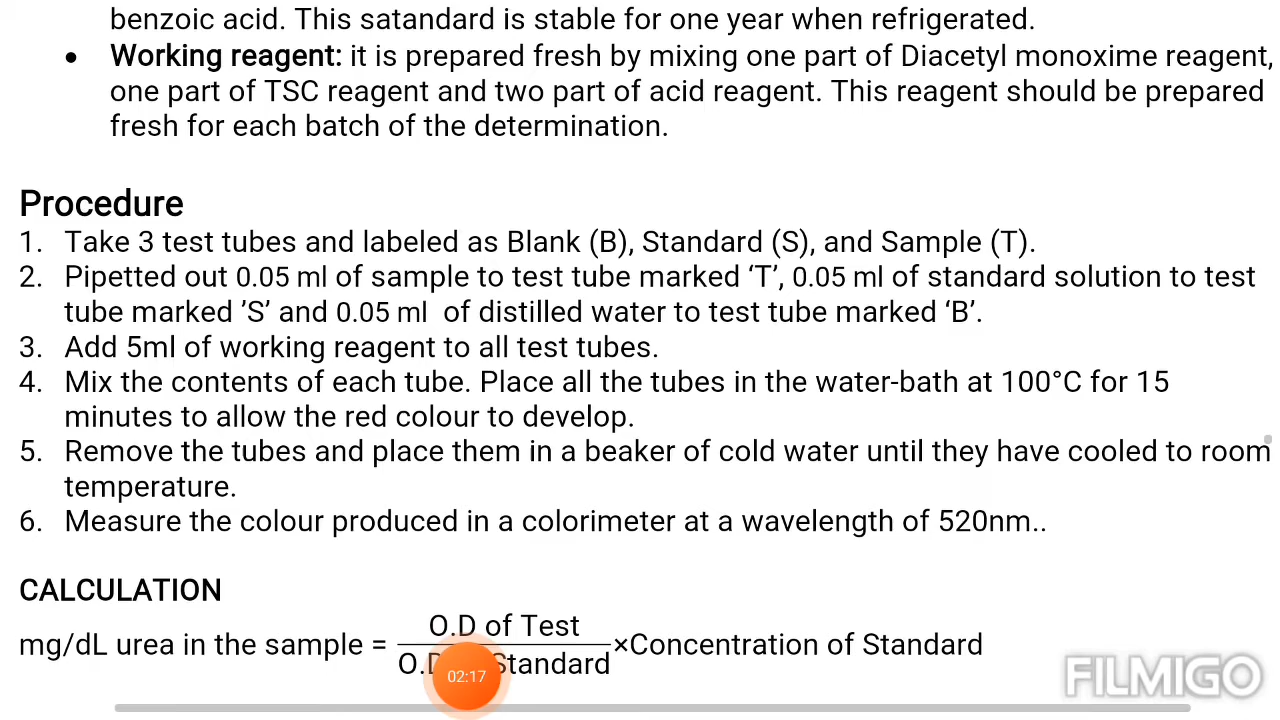 benzoic acid. This satandard is stable for one year when refrigerated.
• Working reagent: it is prepared fresh by mixing one part of Diacetyl monoxime reagent,
one part of TSC reagent and two part of acid reagent. This reagent should be prepared
fresh for each batch of the determination.
Procedure
1. Take 3 test tubes and labeled as Blank (B), Standard (S), and Sample (T).
2. Pipetted out 0.05 ml of sample to test tube marked ‘T’, 0.05 ml of standard solution to test
tube marked ’S’ and 0.05 ml of distilled water to test tube marked ‘B’.
3. Add 5ml of working reagent to all test tubes.
4. Mix the contents of each tube. Place all the tubes in the water-bath at 100°C for 15
minutes to allow the red colour to develop.
5. Remove the tubes and place them in a beaker of cold water until they have cooled to room
temperature.
6. Measure the colour produced in a colorimeter at a wavelength of 520nm..
CALCULATION
O.D of Test
mg/dL urea in the sample = ×Concentration of Standard
Standard
02:17
FILMIGO